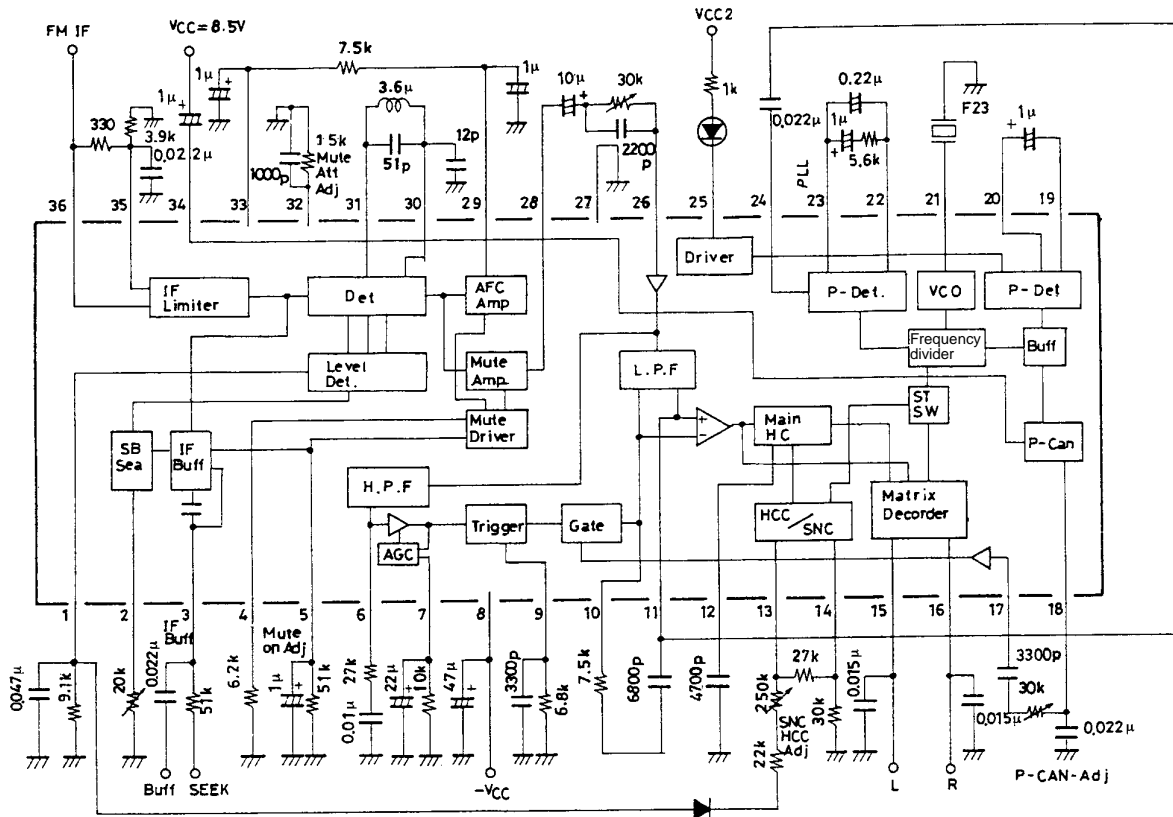 FM IF
VCC=8.5V
VCC2
7.5k
1μ
1μ
1μ
3.6μ
10μ
30k
1k
0.22μ
F23
1μ
330
3.9k
0.022μ
1.5k
Mute
Att
Adj
1000p
51p
12p
2200
p
0.022μ
PLL
1μ
5.6k
36
35
34
33
32
31
30
29
28
27
26
25
24
23
22
21
20
19
IF
Limiter
Det
AFC
Amp
Driver
P-Det.
VCO
P-Det
Level
Det.
Mute
Amp
L.P.F
Frequency
divider
Buff
ST
SW
SB
Sea
IF
Buff
Mute
Driver
+
−
Main
HC
P-Can
H.P.F
AGC
Trigger
Gate
HCC
/SNC
Matrix
Decorder
1
2
3
4
5
6
7
8
9
10
11
12
13
14
15
16
17
18
0.047μ
9.1k
20k
0.022μ
IF
Buff
51k
6.2k
Mute
on Adj
1μ
51k
27k
0.01μ
22μ
10k
47μ
3300p
6.8k
7.5k
6800p
4700p
250k
27k
SNC
HCC
Adj
22k
30k
0.015μ
0.015μ
3300p
30k
0.022μ
Buff
SEEK
-VCC
L
R
P-CAN-Adj